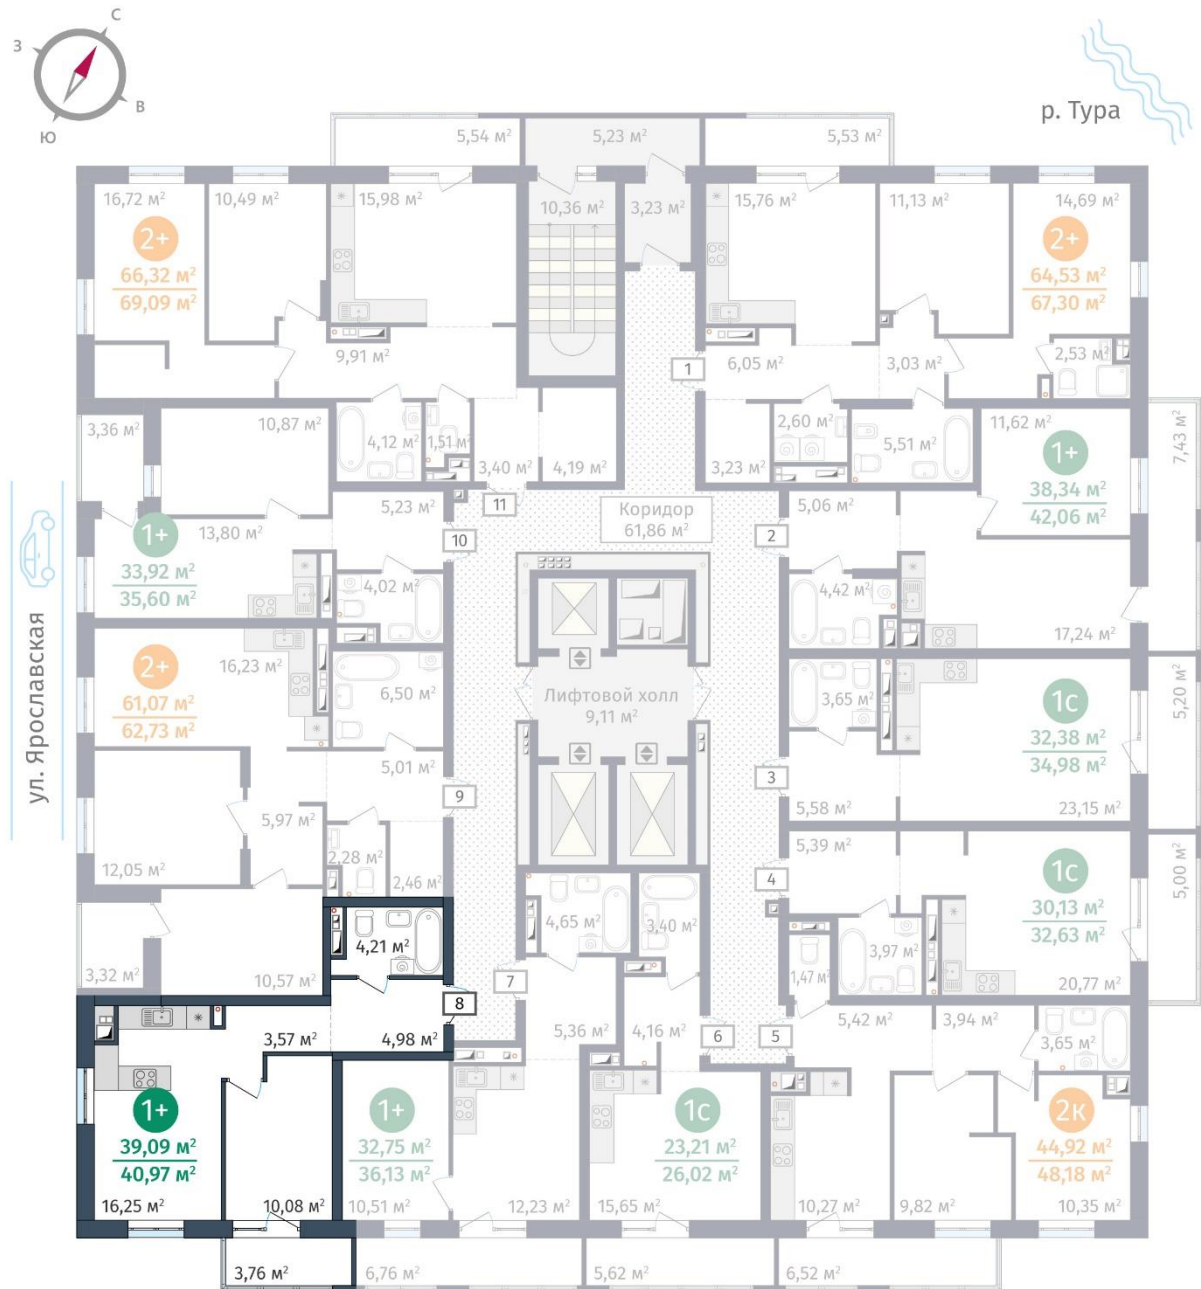 С
З
В
Ю
р. Тура
5,54 м²
5,23 м²
5,53 м²
16,72 м²
10,49 м²
15,98 м²
10,36 м²
3,23 м²
15,76 м²
11,13 м²
14,69 м²
2+
66,32 м²
69,09 м²
2+
64,53 м²
67,30 м²
9,91 м²
1
6,05 м²
3,03 м²
2,53 м²
3,36 м²
10,87 м²
4,12 м²
1,51 м²
3,40 м²
4,19 м²
3,23 м²
2,60 м²
5,51 м²
11,62 м²
7,43 м²
1+
38,34 м²
42,06 м²
11
5,23 м²
10
Коридор
61,86 м²
2
5,06 м²
13,80 м²
1+
33,92 м²
35,60 м²
4,02 м²
4,42 м²
17,24 м²
ул. Ярославская
2+
61,07 м²
62,73 м²
16,23 м²
6,50 м²
Лифтовой холл
9,11 м²
3,65 м²
1с
32,38 м²
34,98 м²
5,20 м²
5,01 м²
9
3
5,58 м²
23,15 м²
12,05 м²
5,97 м²
2,28 м²
2,46 м²
5,39 м²
4
1с
30,13 м²
32,63 м²
5,00 м²
3,32 м²
10,57 м²
4,21 м²
4,65 м²
3,40 м²
1,47 м²
3,97 м²
20,77 м²
7
8
3,57 м²
4,98 м²
5,36 м²
4,16 м²
6
5
5,42 м²
3,94 м²
3,65 м²
1+
39,09 м²
40,97 м²
16,25 м²
10,08 м²
1+
32,75 м²
36,13 м²
10,51 м²
12,23 м²
1с
23,21 м²
26,02 м²
15,65 м²
10,27 м²
9,82 м²
2к
44,92 м²
48,18 м²
10,35 м²
3,76 м²
6,76 м²
5,62 м²
6,52 м²